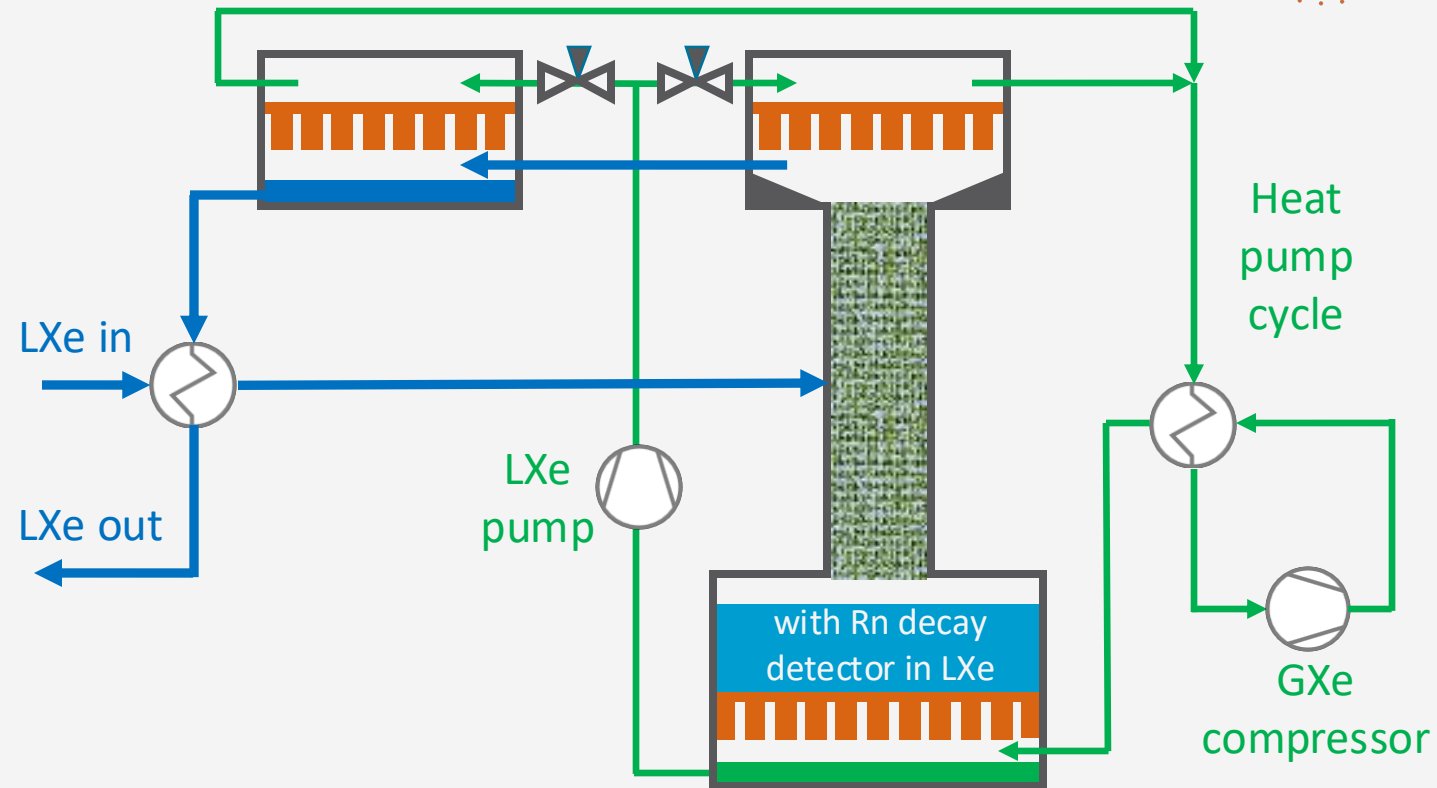 Heat
pump
cycle
LXe in
LXe
pump
LXe out
with Rn decay
detector in LXe
GXe
compressor